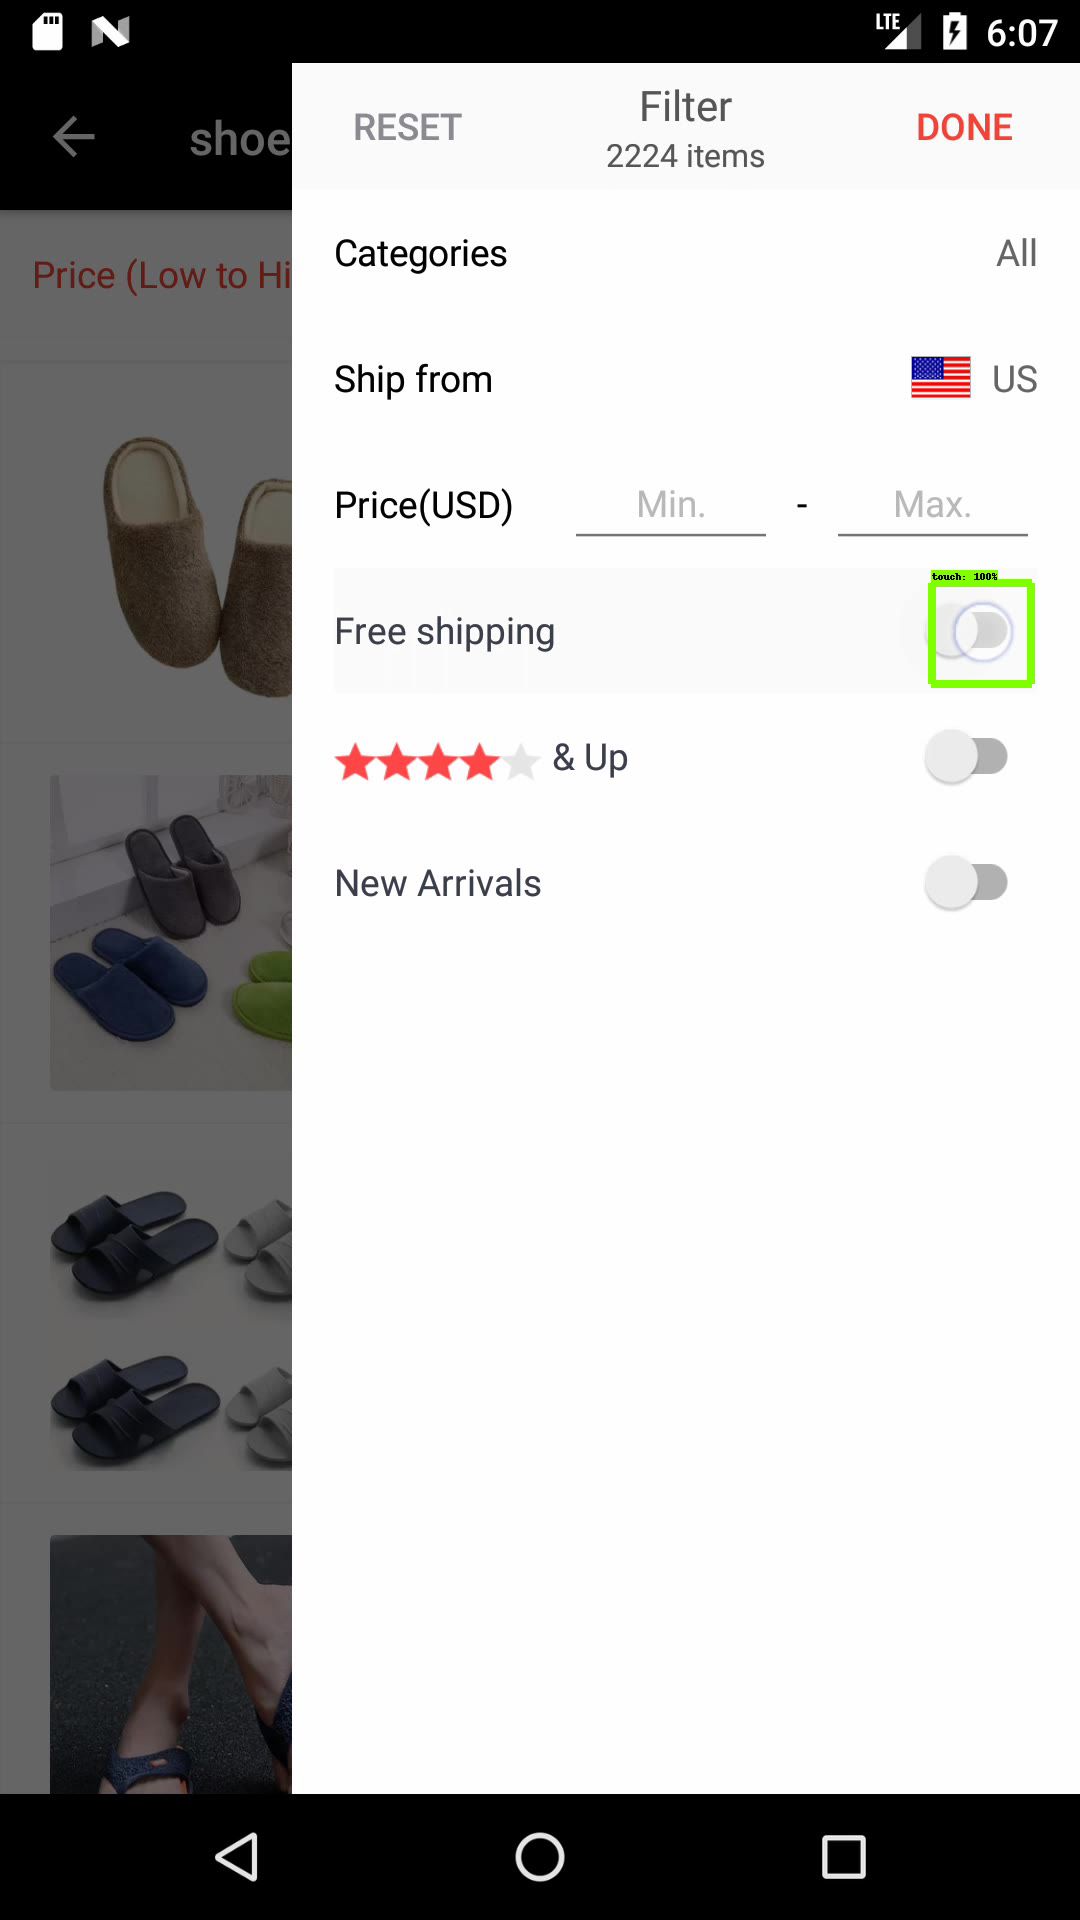 LTE 6:07
shoe
RESET
Filter
DONE
2224 items
Price (Low to Hi
Categories
All
Ship from
US
Price(USD)
Min.
-
Max.
touch: 100%
Free shipping
& Up
New Arrivals